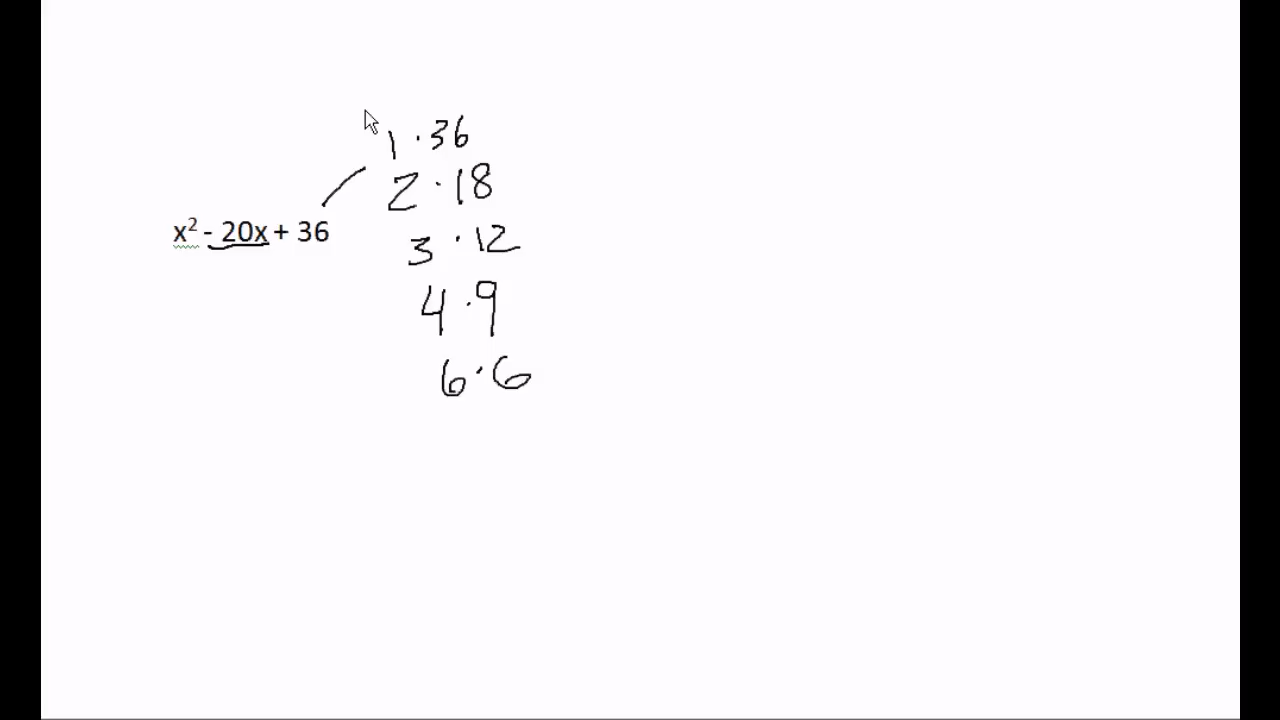 1 · 36
2 · 18
x² - 20x + 36
3 · 12
4 · 9
6 · 6